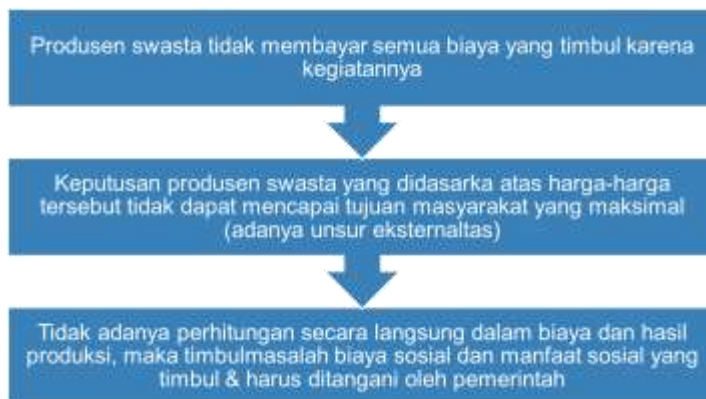 Produsen swasta tidak membayar semua biaya yang timbul karena
kegiatannya
Keputusan produsen swasta yang didasarka atas harga-harga
tersebut tidak dapat mencapai tujuan masyarakat yang maksimal
(adanya unsur eksternaltas)
Tidak adanya perhitungan secara langsung dalam biaya dan hasil
produksi, maka timbulmasalah biaya sosial dan manfaat sosial yang
timbul & harus ditangani oleh pemerintah